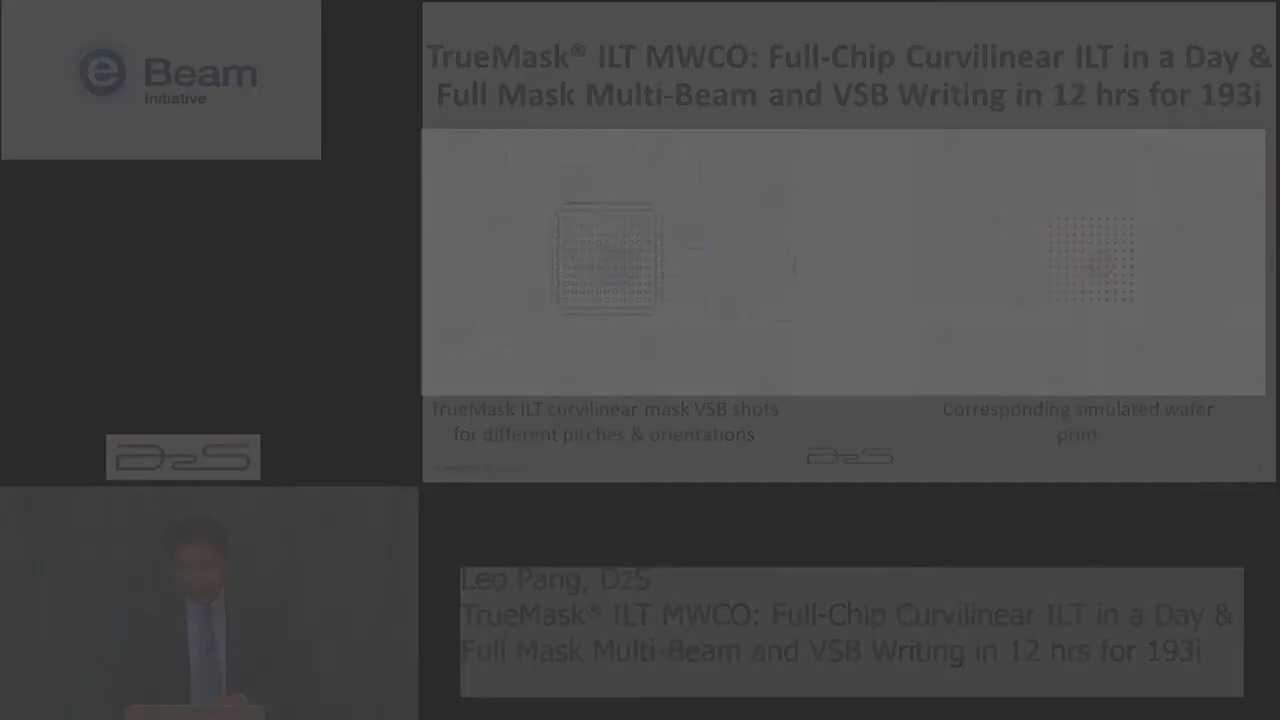 e Beam
Initiative
TrueMask® ILT MWCO: Full-Chip Curvilinear ILT in a Day &
Full Mask Multi-Beam and VSB Writing in 12 hrs for 193i
TrueMask ILT curvilinear mask VSB shots
for different pitches & orientations
Corresponding simulated wafer
print
D2S
D2S
Leo Pang, D2S
TrueMask® ILT MWCO: Full-Chip Curvilinear ILT in a Day &
Full Mask Multi-Beam and VSB Writing in 12 hrs for 193i